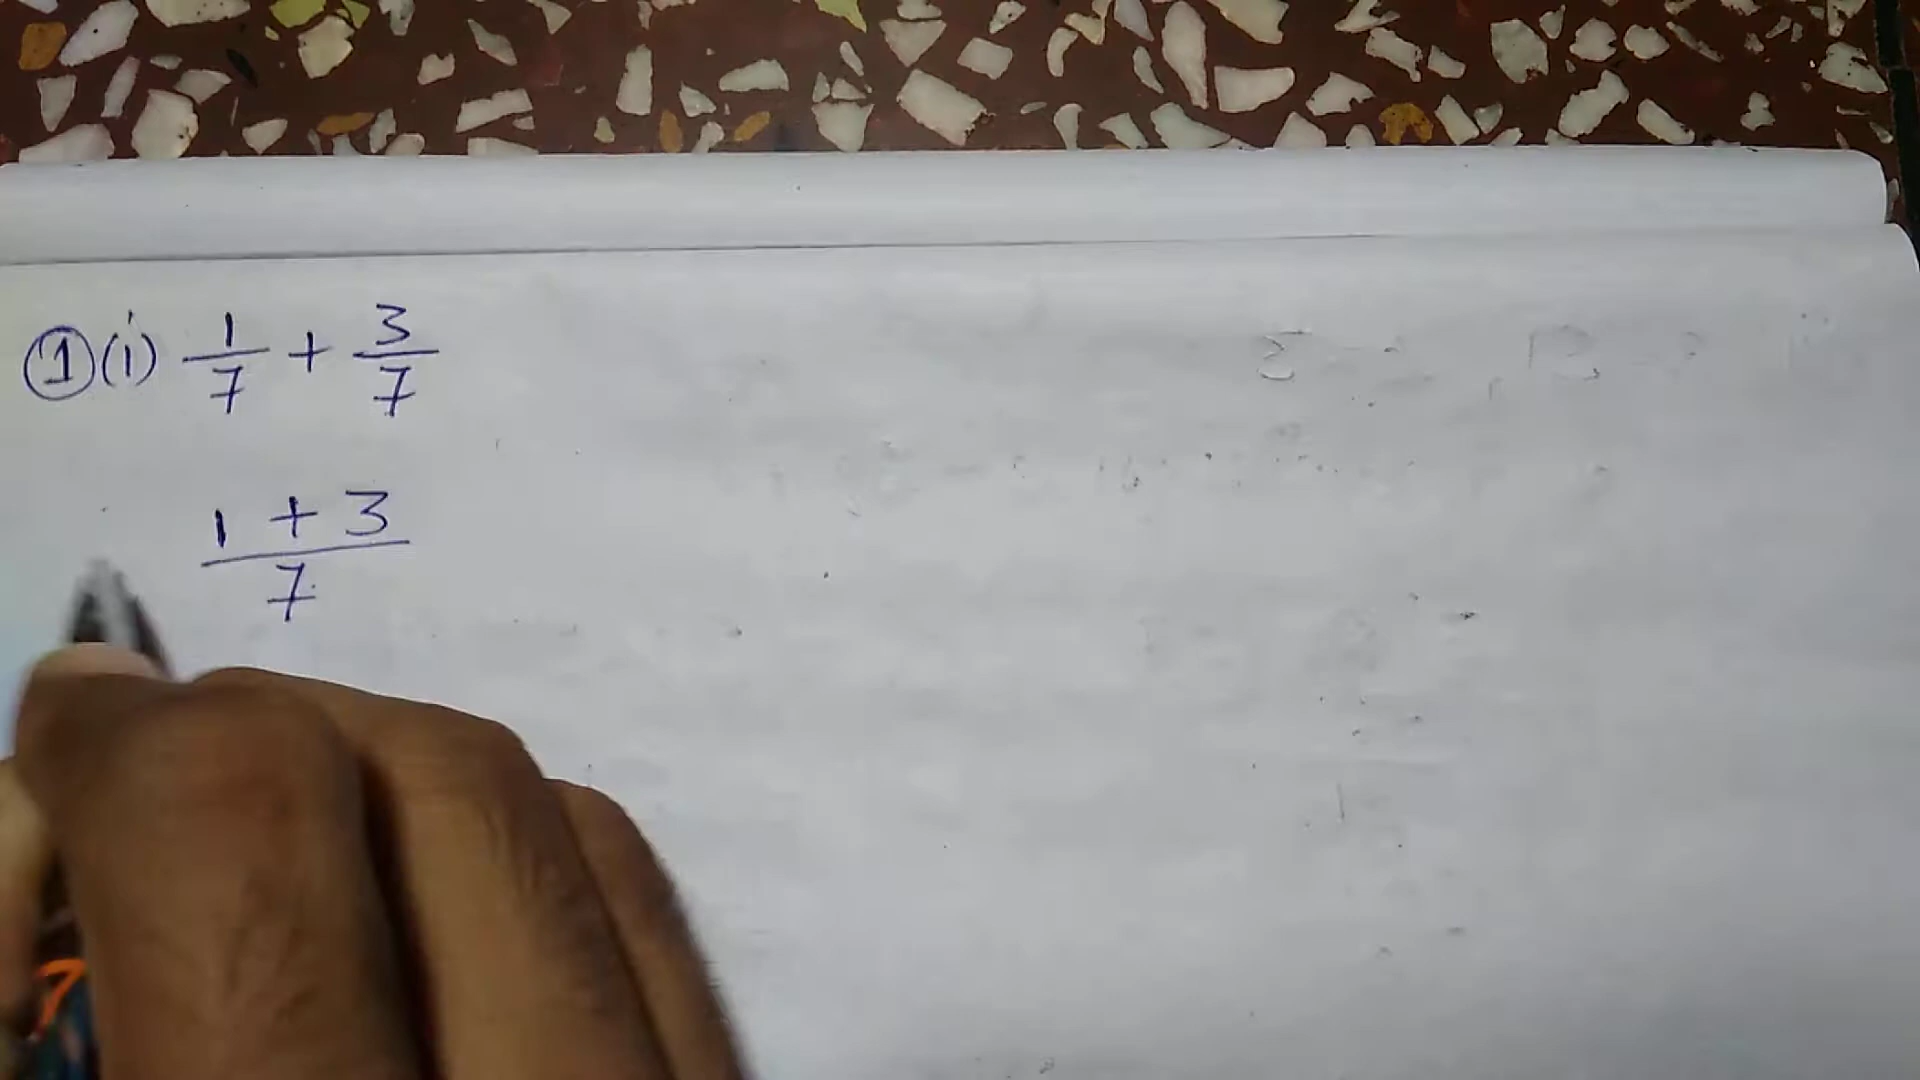 ① (i) 1/7 + 3/7
1 + 3
7